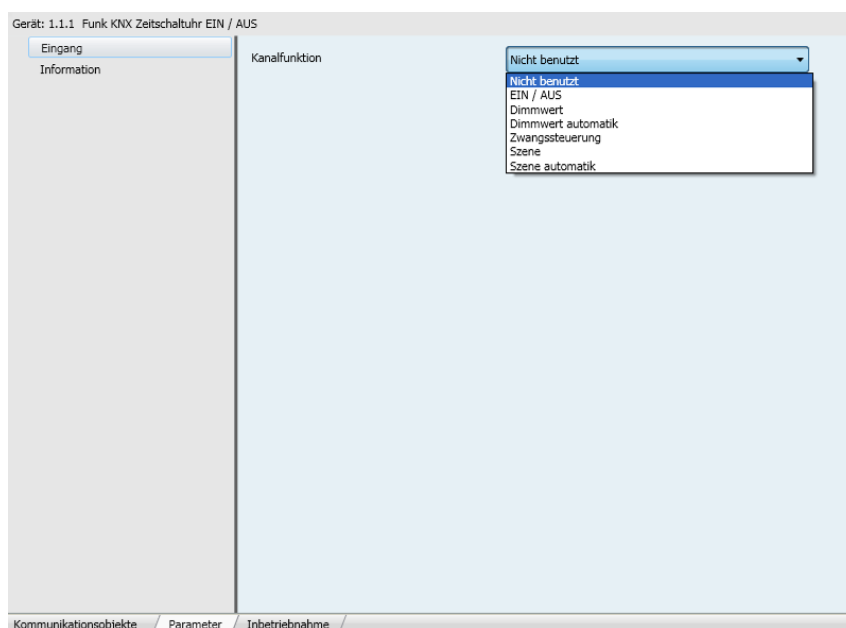 Gerät: 1.1.1 Funk KNX Zeitschaltuhr EIN / AUS
Eingang
Information
Kanalfunktion
Nicht benutzt
Nicht benutzt
EIN / AUS
Dimmwert
Dimmwert automatik
Zwangssteuerung
Szene
Szene automatik
Kommunikationsobjekte / Parameter / Inbetriebnahme /